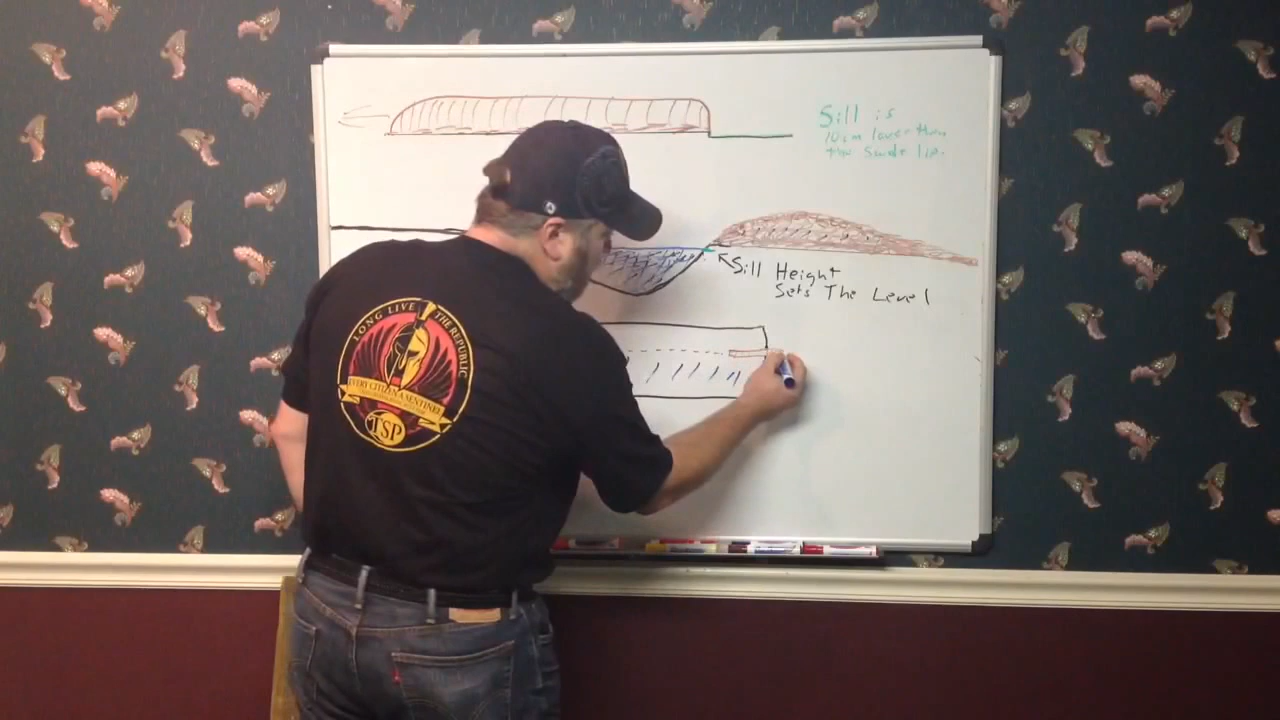 Sill is
10cm lower then
the swale lip.
Sill Height
Sets The Level
LONG LIVE THE REPUBLIC
EVERY CITIZEN A SENTINEL
TSP